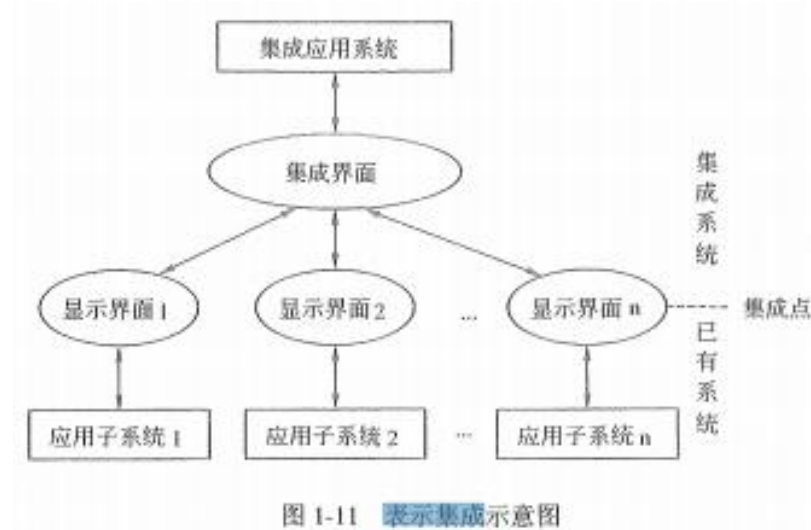 集成应用系统
集成界面
集成系统
显示界面1
显示界面2
...
显示界面n
集成点
已有系统
应用子系统1
应用子系统2
...
应用子系统n
图 1-11 表示集成示意图